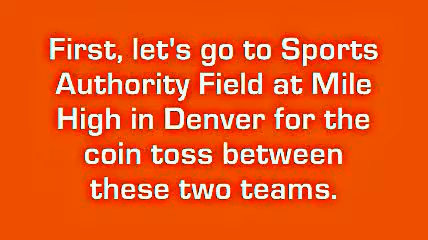 First, let's go to Sports
Authority Field at Mile
High in Denver for the
coin toss between
these two teams.